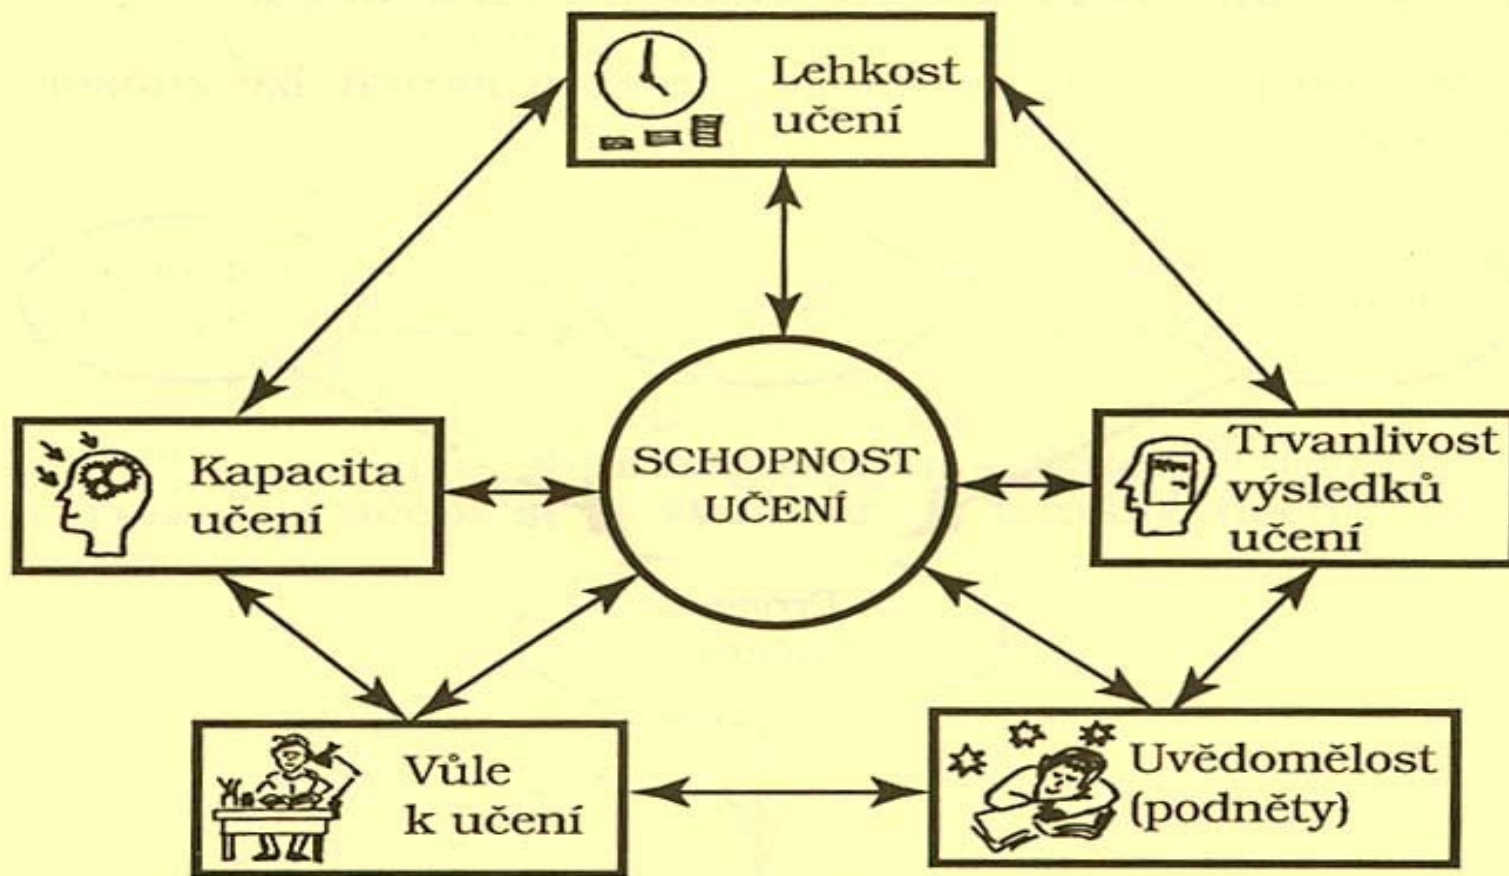 Lehkost
učení
Kapacita
učení
SCHOPNOST
UČENÍ
Trvanlivost
výsledků
učení
Vůle
k učení
Uvědomělost
(podněty)